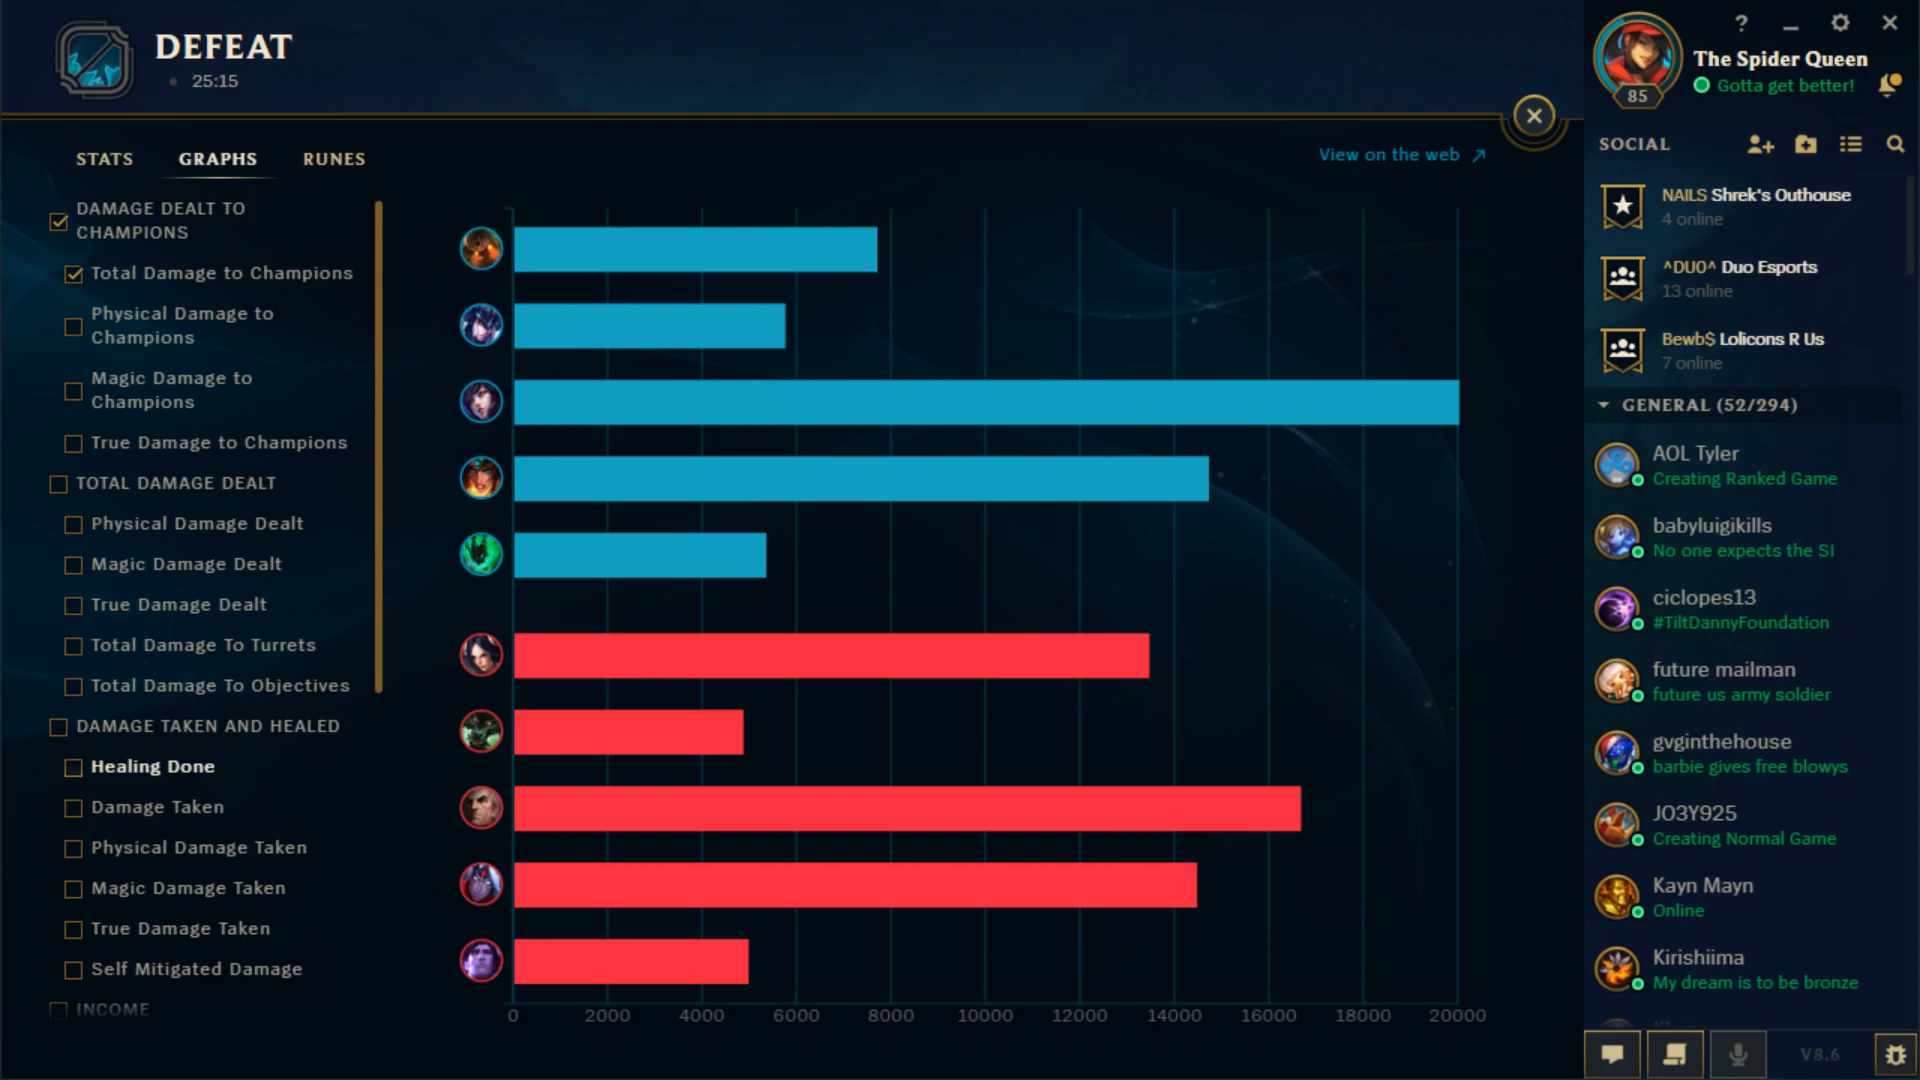 DEFEAT
25:15
STATS
GRAPHS
RUNES
View on the web
DAMAGE DEALT TO
CHAMPIONS
Total Damage to Champions
Physical Damage to
Champions
Magic Damage to
Champions
True Damage to Champions
TOTAL DAMAGE DEALT
Physical Damage Dealt
Magic Damage Dealt
True Damage Dealt
Total Damage To Turrets
Total Damage To Objectives
DAMAGE TAKEN AND HEALED
Healing Done
Damage Taken
Physical Damage Taken
Magic Damage Taken
True Damage Taken
Self Mitigated Damage
INCOME
0 2000 4000 6000 8000 10000 12000 14000 16000 18000 20000
?
The Spider Queen
Gotta get better!
85
SOCIAL
NAILS Shrek's Outhouse
4 online
^DUO^ Duo Esports
13 online
Bewb$ Lolicons R Us
7 online
GENERAL (52/294)
AOL Tyler
Creating Ranked Game
babyluigikills
No one expects the SI
ciclopes13
#TiltDannyFoundation
future mailman
future us army soldier
gvginthehouse
barbie gives free blowys
JO3Y925
Creating Normal Game
Kayn Mayn
Online
Kirishiima
My dream is to be bronze
V8.6